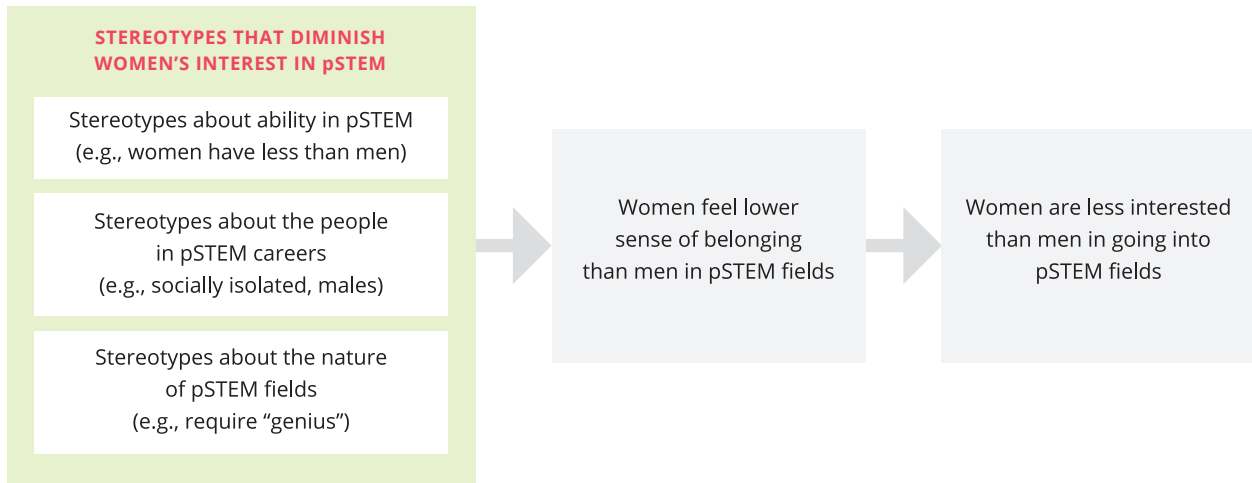 STEREOTYPES THAT DIMINISH
WOMEN’S INTEREST IN pSTEM
Stereotypes about ability in pSTEM
(e.g., women have less than men)
Stereotypes about the people
in pSTEM careers
(e.g., socially isolated, males)
Stereotypes about the nature
of pSTEM fields
(e.g., require “genius”)
Women feel lower
sense of belonging
than men in pSTEM fields
Women are less interested
than men in going into
pSTEM fields